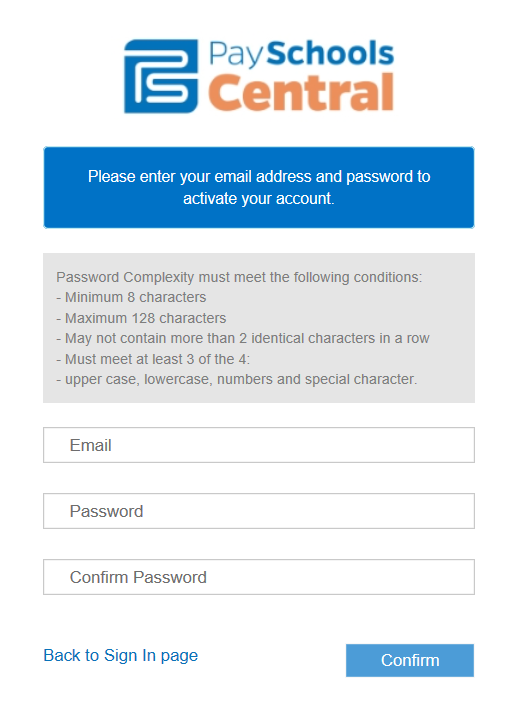 PaySchools
Central
Please enter your email address and password to
activate your account.
Password Complexity must meet the following conditions:
- Minimum 8 characters
- Maximum 128 characters
- May not contain more than 2 identical characters in a row
- Must meet at least 3 of the 4:
- upper case, lowercase, numbers and special character.
Email
Password
Confirm Password
Back to Sign In page
Confirm